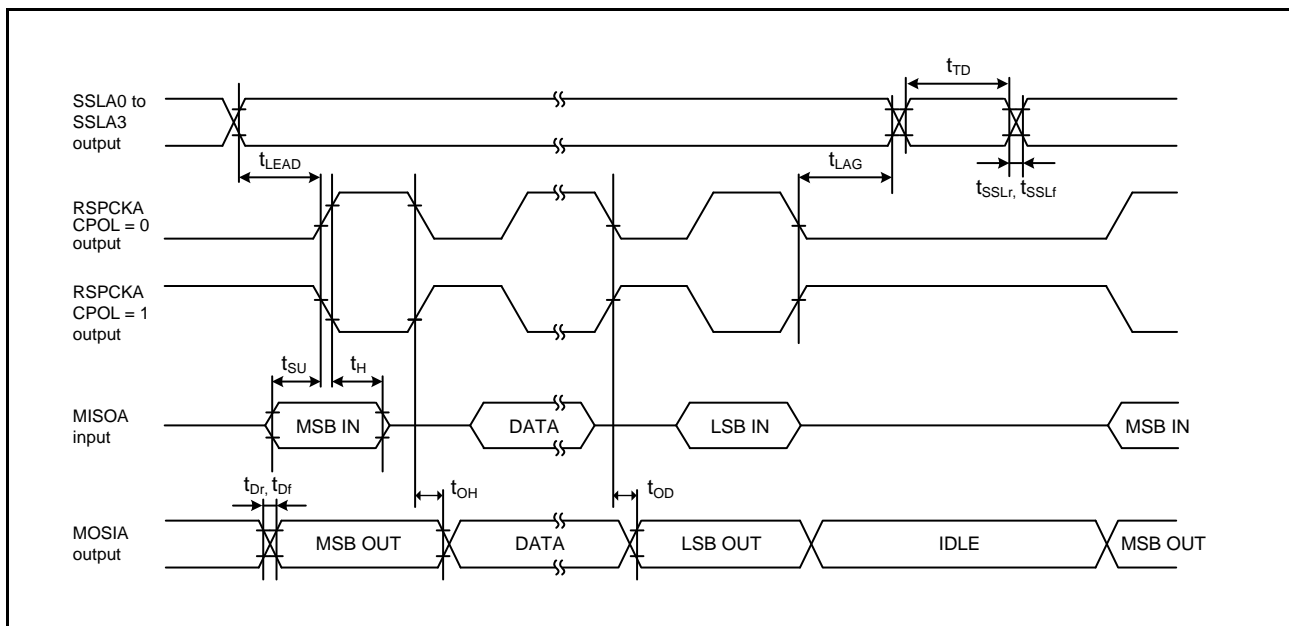 tTD
SSLA0 to
SSLA3
output
tLEAD
tLAG
tSSLr, tSSLf
RSPCKA
CPOL = 0
output
RSPCKA
CPOL = 1
output
tSU
tH
MISOA
input
MSB IN
DATA
LSB IN
MSB IN
tDr, tDf
tOH
tOD
MOSIA
output
MSB OUT
DATA
LSB OUT
IDLE
MSB OUT